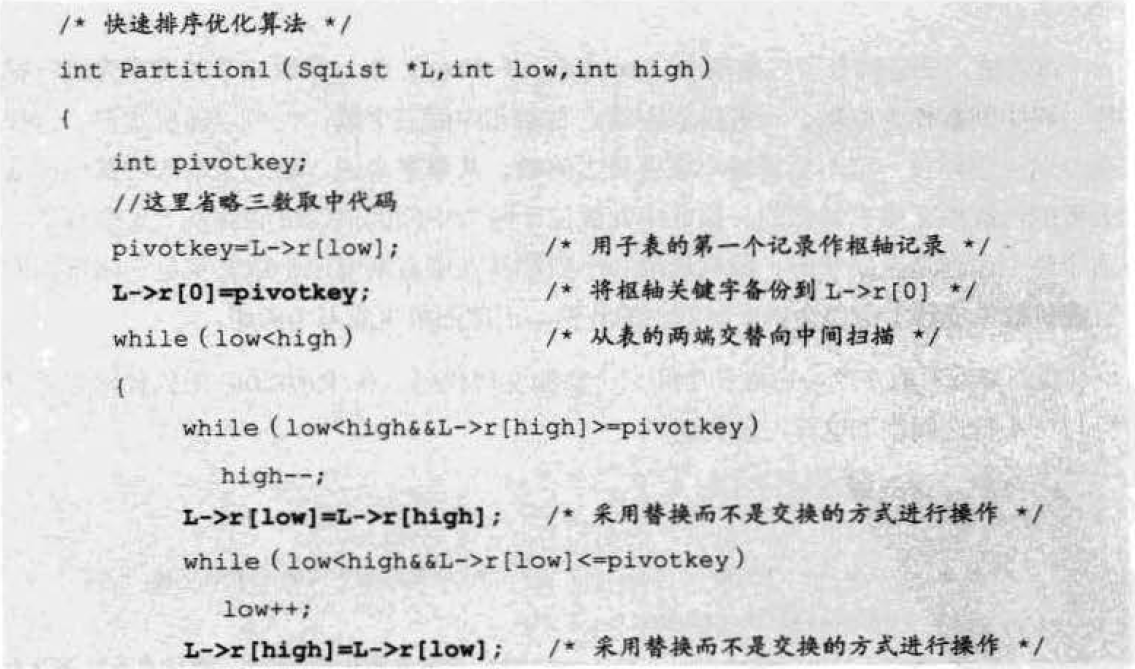 /* 快速排序优化算法 */
int Partition1(SqList *L,int low,int high)
{
int pivotkey;
//这里省略三数取中代码
pivotkey=L->r[low]; /* 用子表的第一个记录作枢轴记录 */
L->r[0]=pivotkey; /* 将枢轴关键字备份到 L->r[0] */
while(low<high) /* 从表的两端交替向中间扫描 */
{
while(low<high&&L->r[high]>=pivotkey)
high--;
L->r[low]=L->r[high]; /* 采用替换而不是交换的方式进行操作 */
while(low<high&&L->r[low]<=pivotkey)
low++;
L->r[high]=L->r[low]; /* 采用替换而不是交换的方式进行操作 */